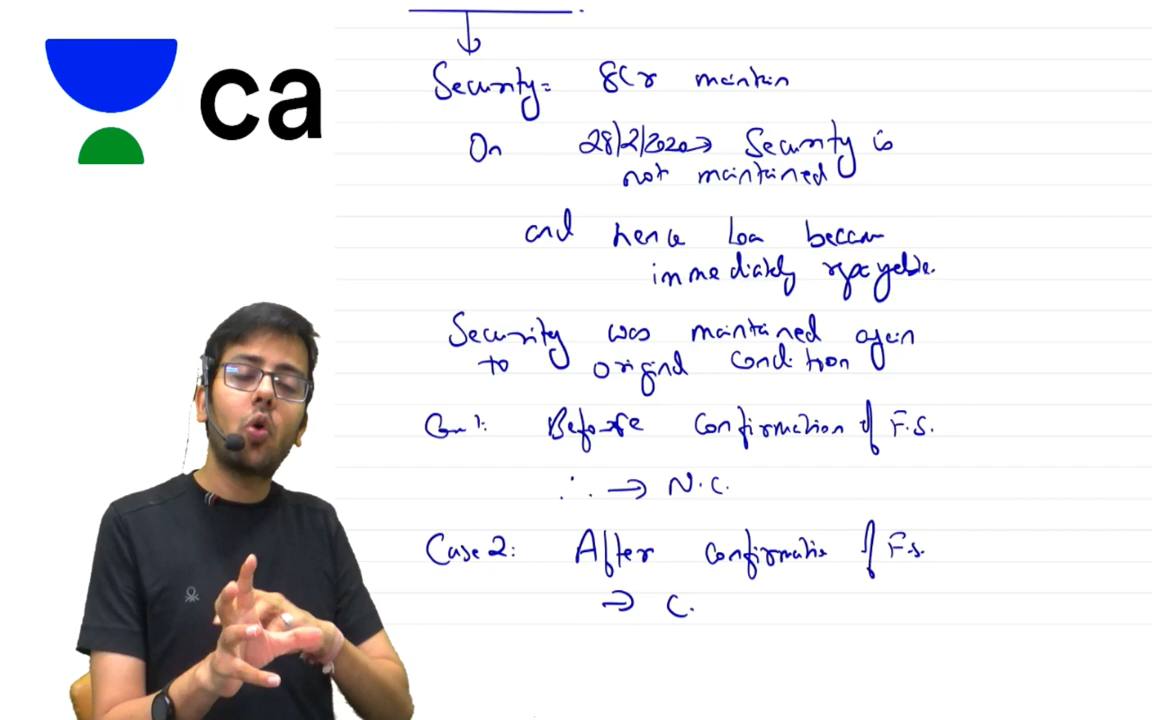 ca
Security = 8Cr maintain
On 28/2/2020 → Security is
not maintained
and hence loan became
immediately repayable.
Security was maintained again
to original condition
Case 1: Before confirmation of F.S.
∴ → N.C.
Case 2: After confirmation of F.S.
→ C.